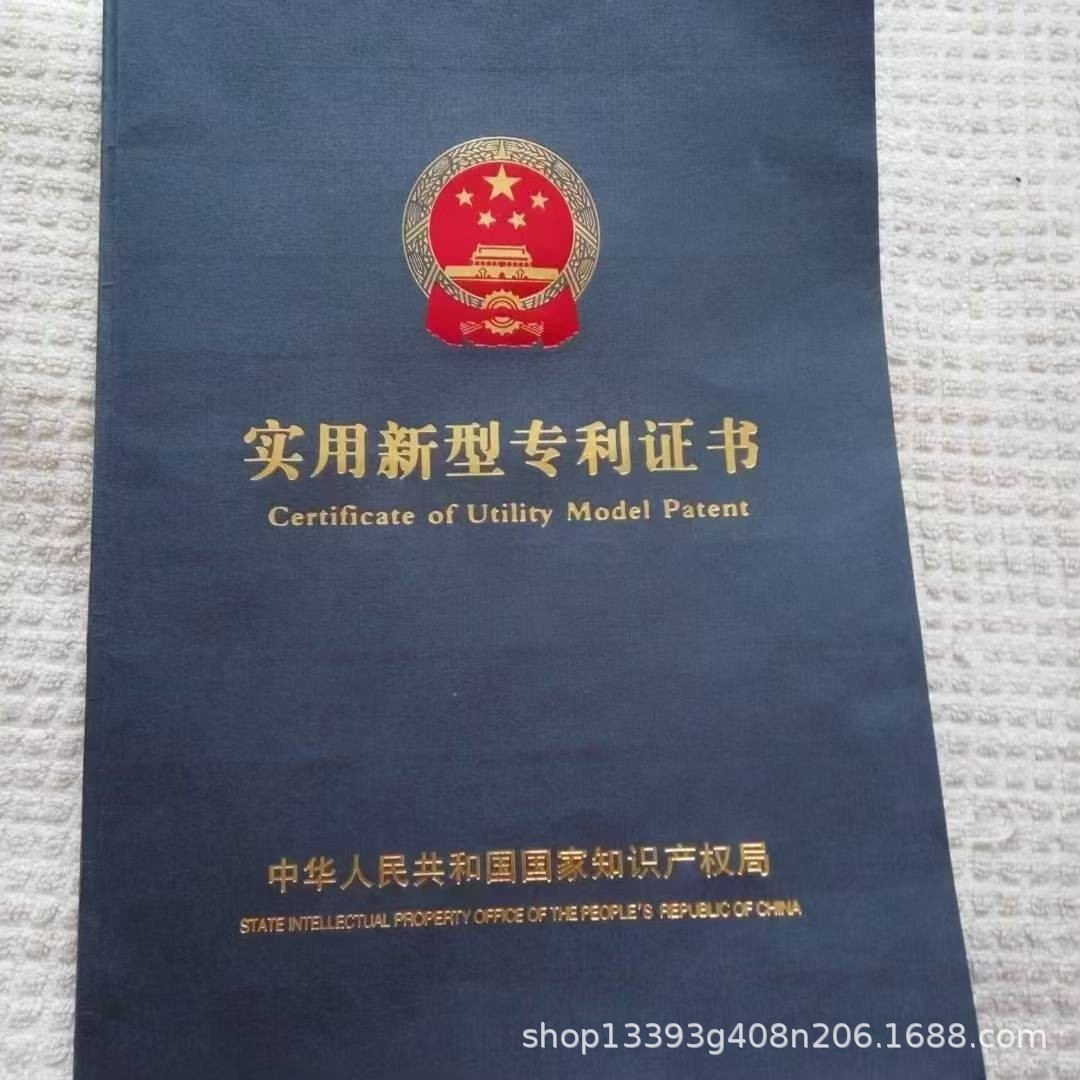 实用新型专利证书
Certificate of Utility Model Patent
中华人民共和国国家知识产权局
STATE INTELLECTUAL PROPERTY OFFICE OF THE PEOPLE'S REPUBLIC OF CHINA
shop13393g408n206.1688.com